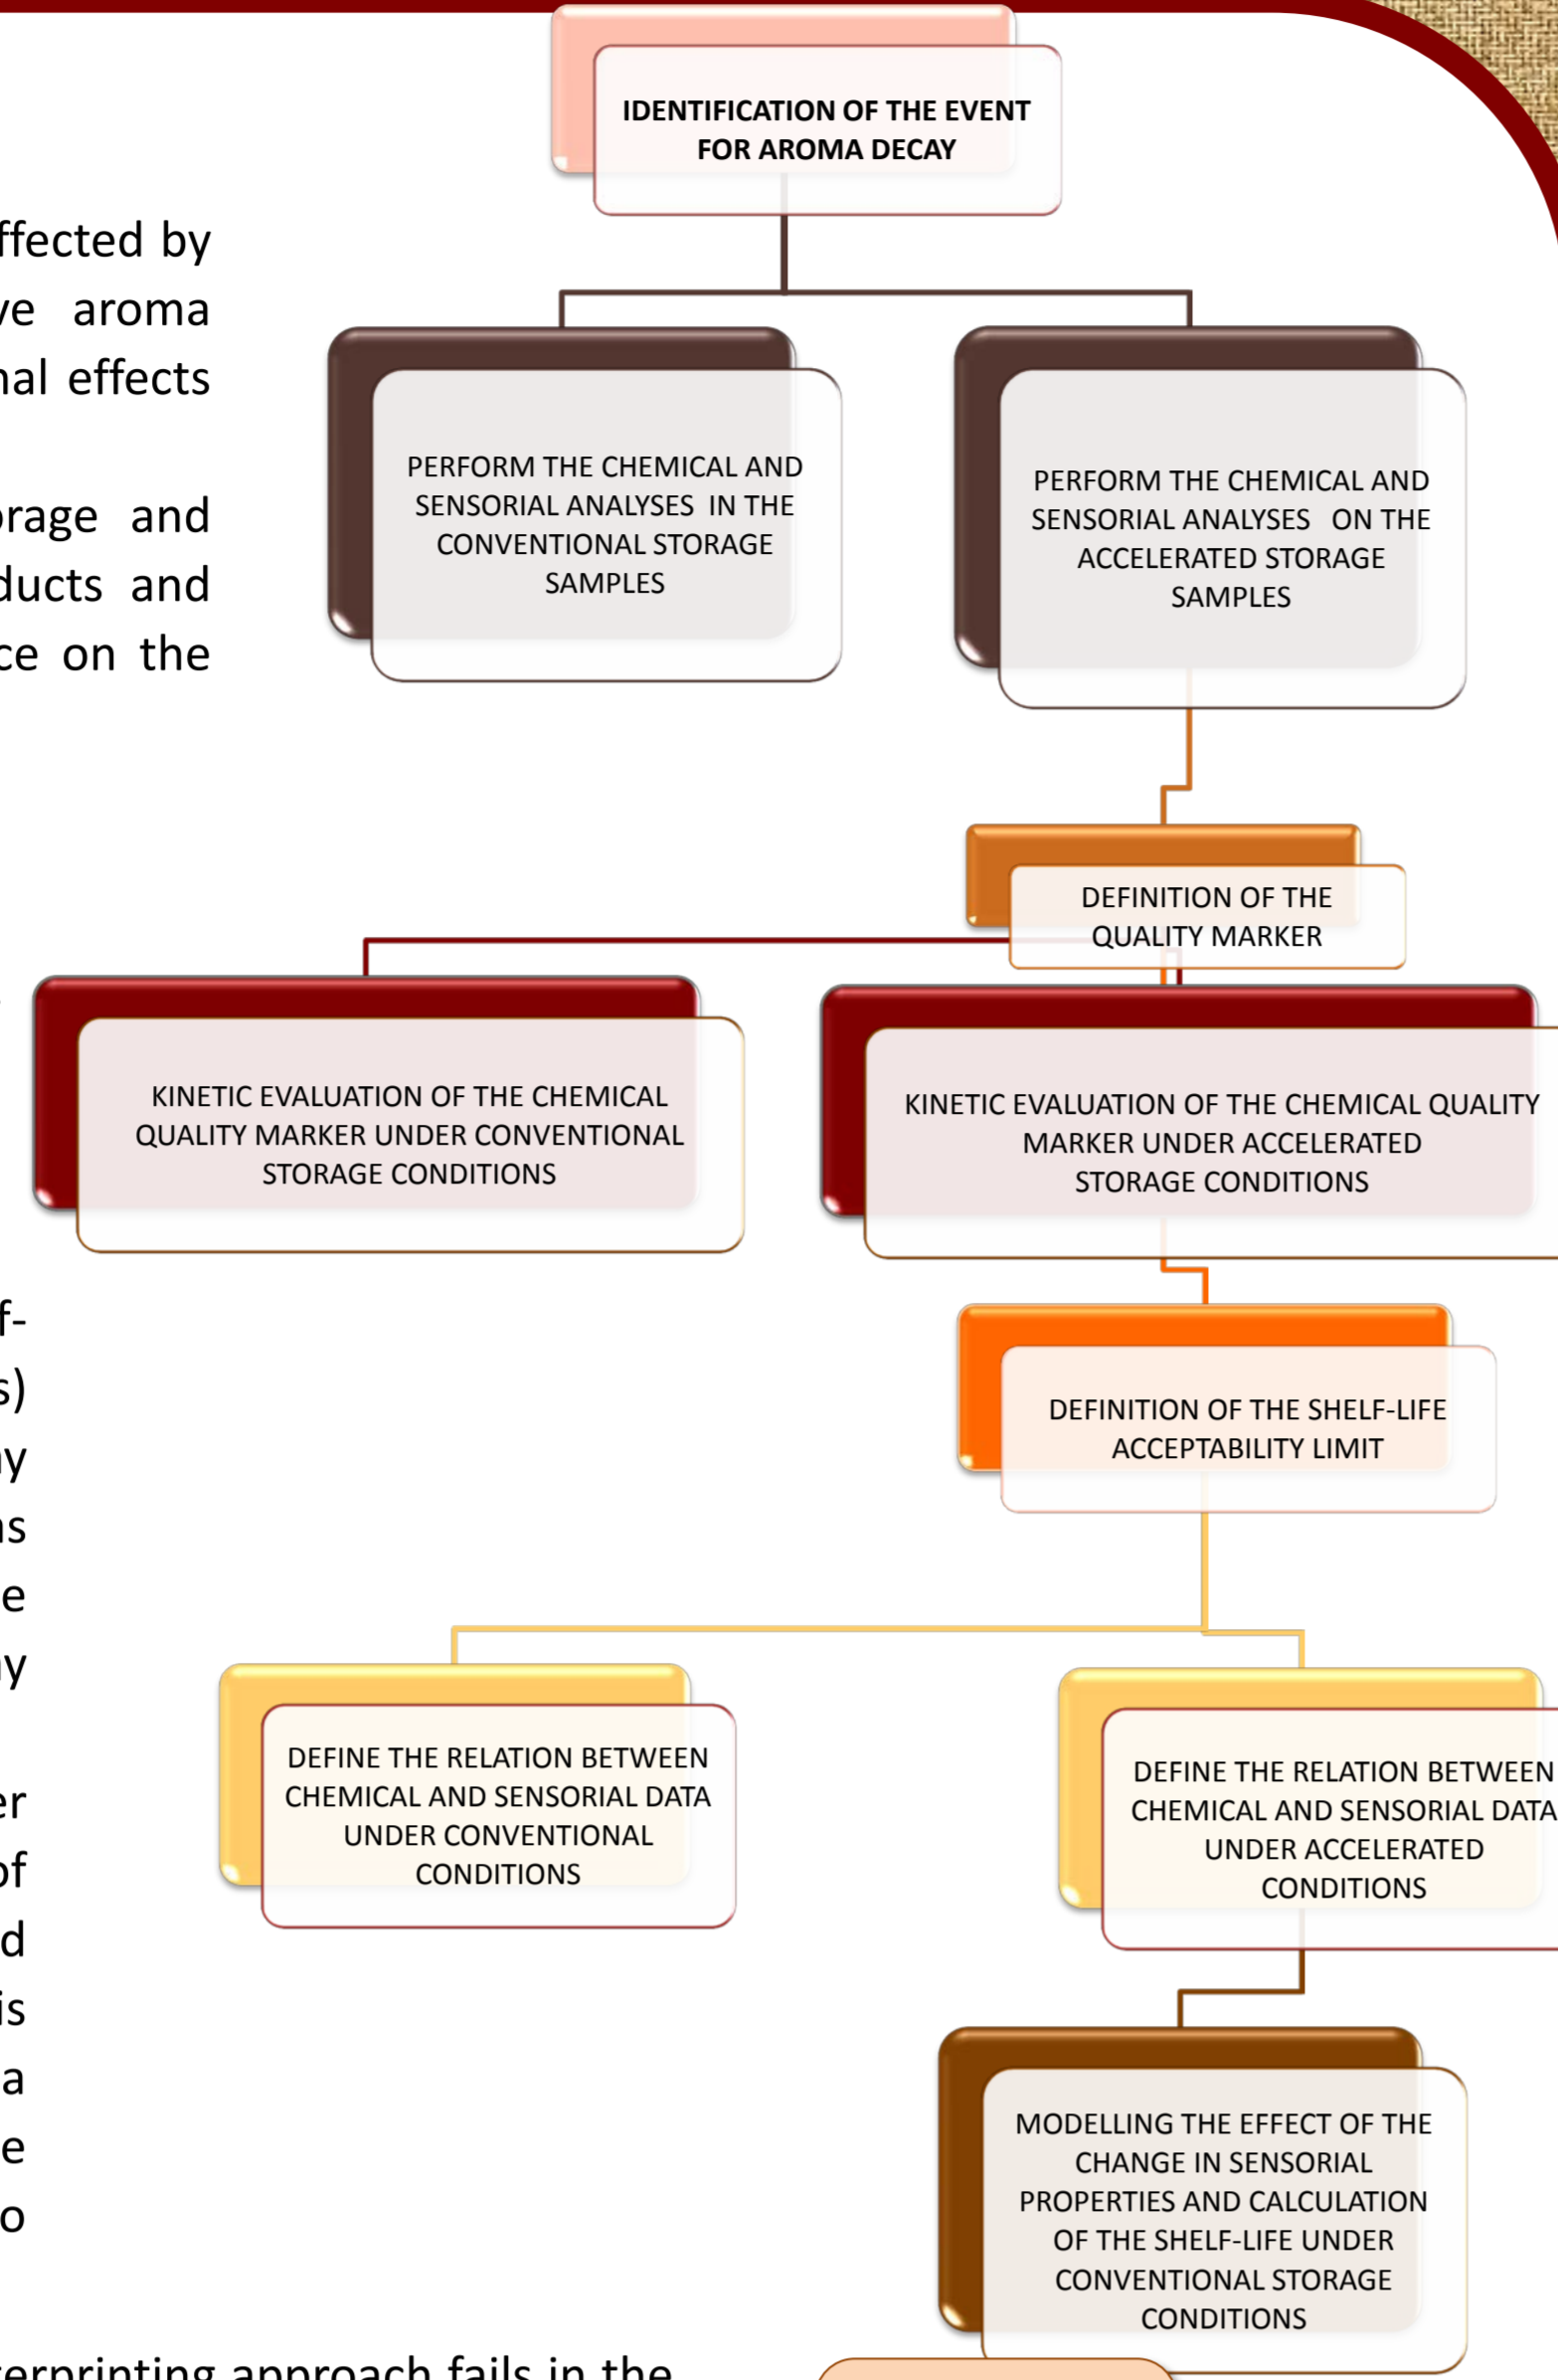 IDENTIFICATION OF THE EVENT
FOR AROMA DECAY
ffected by
ve aroma
nal effects
orage and
ducts and
ce on the
PERFORM THE CHEMICAL AND
SENSORIAL ANALYSES IN THE
CONVENTIONAL STORAGE
SAMPLES
PERFORM THE CHEMICAL AND
SENSORIAL ANALYSES ON THE
ACCELERATED STORAGE
SAMPLES
DEFINITION OF THE
QUALITY MARKER
KINETIC EVALUATION OF THE CHEMICAL
QUALITY MARKER UNDER CONVENTIONAL
STORAGE CONDITIONS
KINETIC EVALUATION OF THE CHEMICAL QUALITY
MARKER UNDER ACCELERATED
STORAGE CONDITIONS
f-
s)
ay
ns
e
ny
er
of
d
is
a
e
o
DEFINITION OF THE SHELF-LIFE
ACCEPTABILITY LIMIT
DEFINE THE RELATION BETWEEN
CHEMICAL AND SENSORIAL DATA
UNDER CONVENTIONAL
CONDITIONS
DEFINE THE RELATION BETWEEN
CHEMICAL AND SENSORIAL DATA
UNDER ACCELERATED
CONDITIONS
MODELLING THE EFFECT OF THE
CHANGE IN SENSORIAL
PROPERTIES AND CALCULATION
OF THE SHELF-LIFE UNDER
CONVENTIONAL STORAGE
CONDITIONS
erprinting approach fails in the